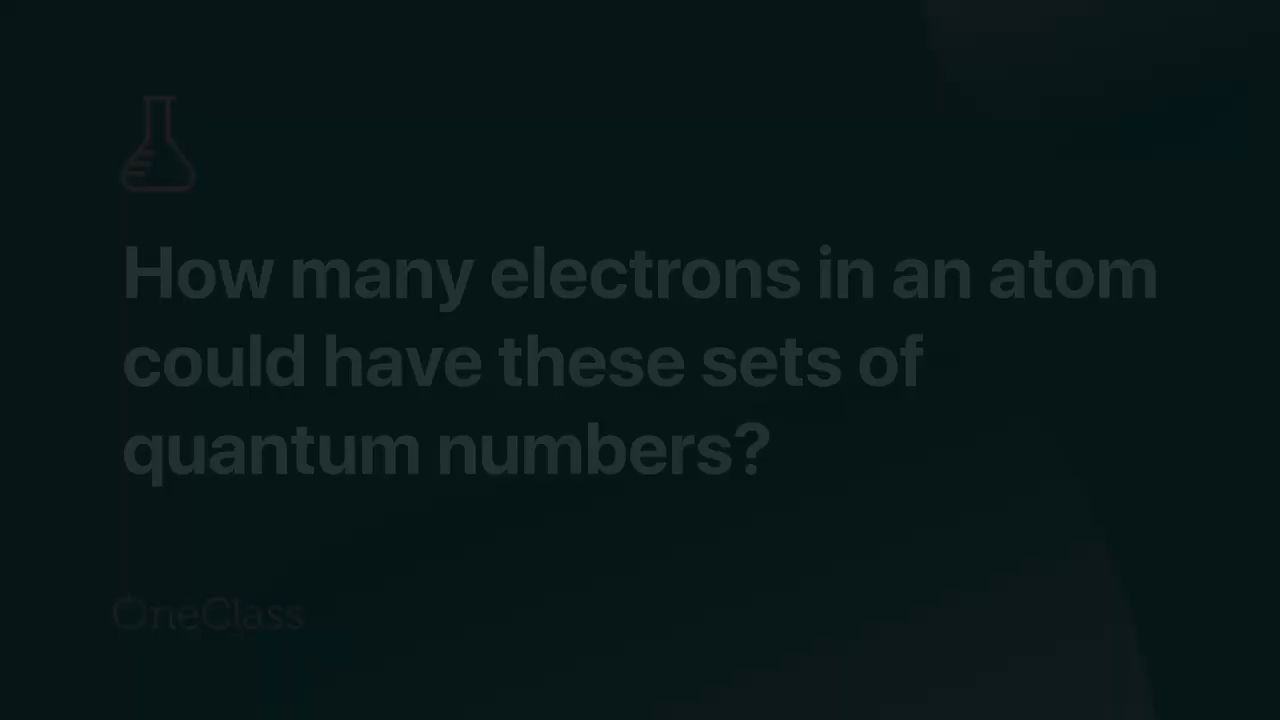 How many electrons in an atom
could have these sets of
quantum numbers?
OneClass